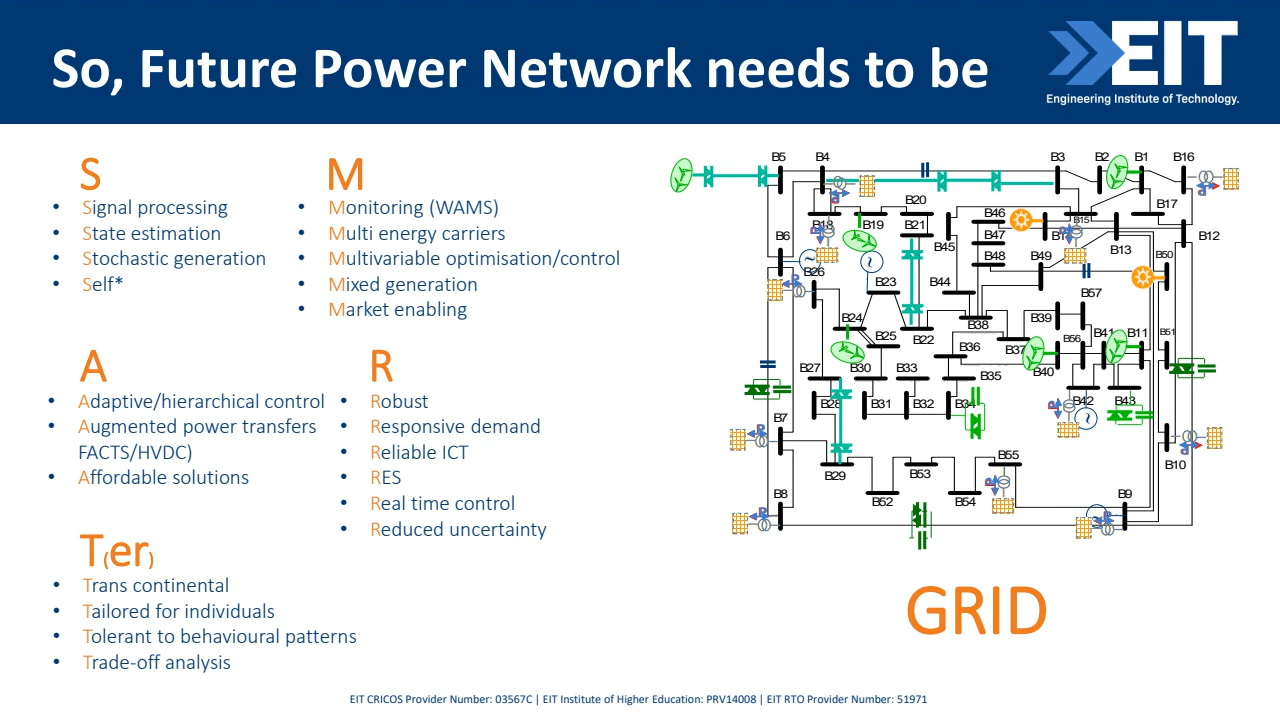 So, Future Power Network needs to be
EIT
Engineering Institute of Technology.
S
Signal processing
State estimation
Stochastic generation
Self*
M
Monitoring (WAMS)
Multi energy carriers
Multivariable optimisation/control
Mixed generation
Market enabling
A
Adaptive/hierarchical control
Augmented power transfers
FACTS/HVDC)
Affordable solutions
R
Robust
Responsive demand
Reliable ICT
RES
Real time control
Reduced uncertainty
T(er)
Trans continental
Tailored for individuals
Tolerant to behavioural patterns
Trade-off analysis
B5 B4 B3 B2 B1 B16
B18 B19 B20 B21 B45 B46 B15 B17
B6 B47 B13 B12
B26 B48 B49 B50
B23 B44 B57
B24 B25 B22 B38 B39 B51
B36 B37 B56 B41 B11
B27 B30 B33 B35 B40
B28 B31 B32 B34 B42 B43
B7 B29 B53 B55 B10
B8 B52 B54 B9
GRID
EIT CRICOS Provider Number: 03567C | EIT Institute of Higher Education: PRV14008 | EIT RTO Provider Number: 51971